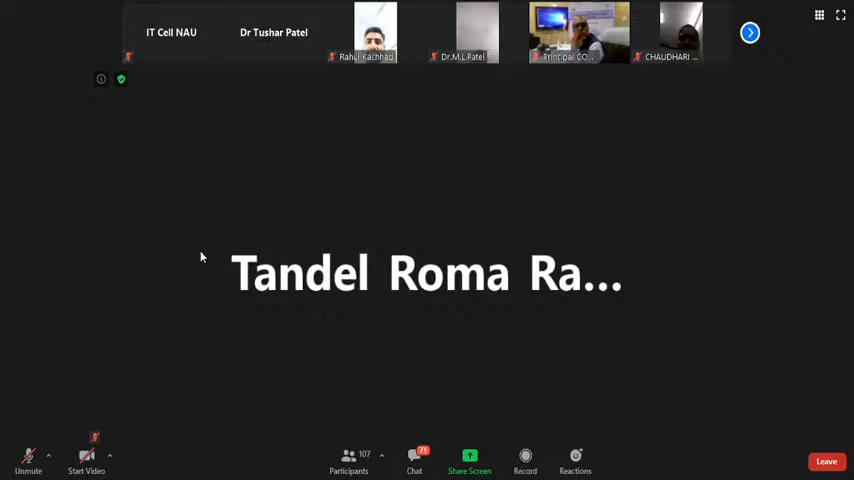 IT Cell NAU
Dr Tushar Patel
Rahul Kachhad
Dr.M.L.Patel
Principal CO...
CHAUDHARI ...
Tandel Roma Ra...
Unmute
Start Video
107
Participants
71
Chat
Share Screen
Record
Reactions
Leave